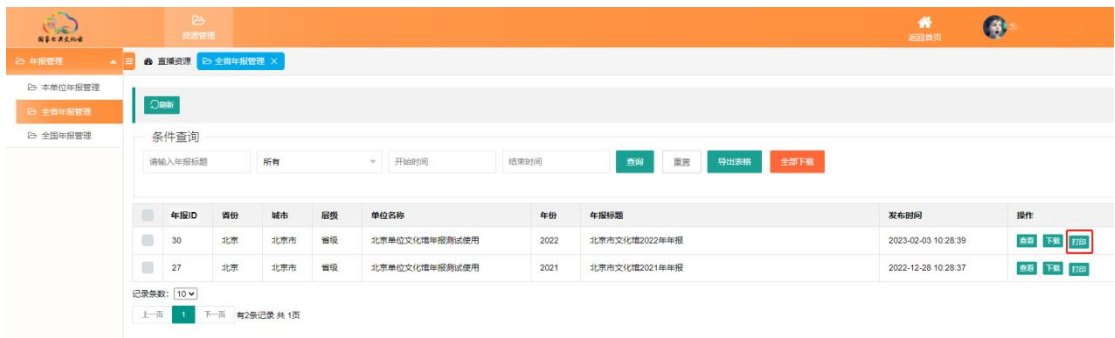 国家公共文化云
资源管理
返回首页
年报管理
直播资源 全省年报管理 ×
本单位年报管理
全省年报管理
全国年报管理
刷新
条件查询
请输入年报标题 所有 开始时间 结束时间 查询 重置 导出表格 全部下载
年报ID 省份 城市 层级 单位名称 年份 年报标题 发布时间 操作
30 北京 北京市 省级 北京单位文化馆年报测试使用 2022 北京市文化馆2022年年报 2023-02-03 10:28:39 查看 下载 打印
27 北京 北京市 省级 北京单位文化馆年报测试使用 2021 北京市文化馆2021年年报 2022-12-28 10:28:37 查看 下载 打印
记录条数: 10
上一页 1 下一页 有2条记录 共 1页